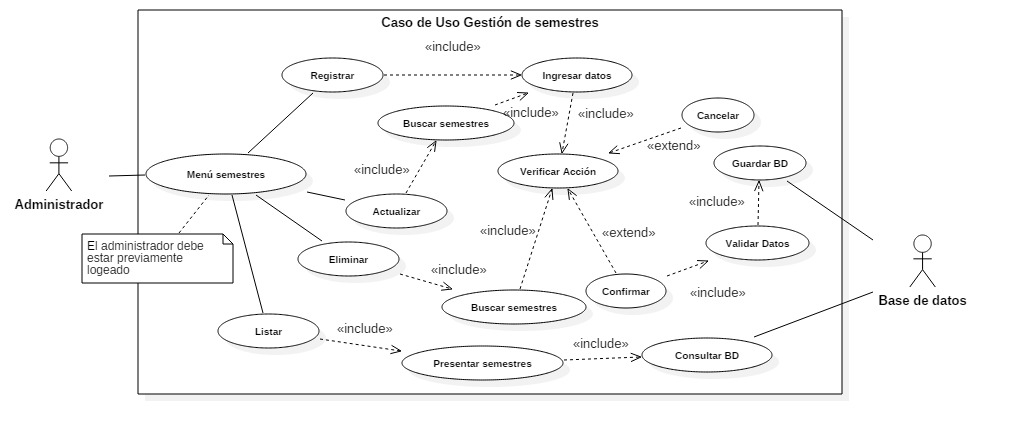 Caso de Uso Gestión de semestres
«include»
Registrar
Ingresar datos
Buscar semestres
«include»
«include»
Cancelar
«extend»
«include»
Menú semestres
Verificar Acción
Guardar BD
Administrador
Actualizar
«include»
El administrador debe
estar previamente
logeado
«include»
«extend»
Validar Datos
Eliminar
«include»
Buscar semestres
Confirmar
«include»
Base de datos
Listar
«include»
Presentar semestres
«include»
Consultar BD